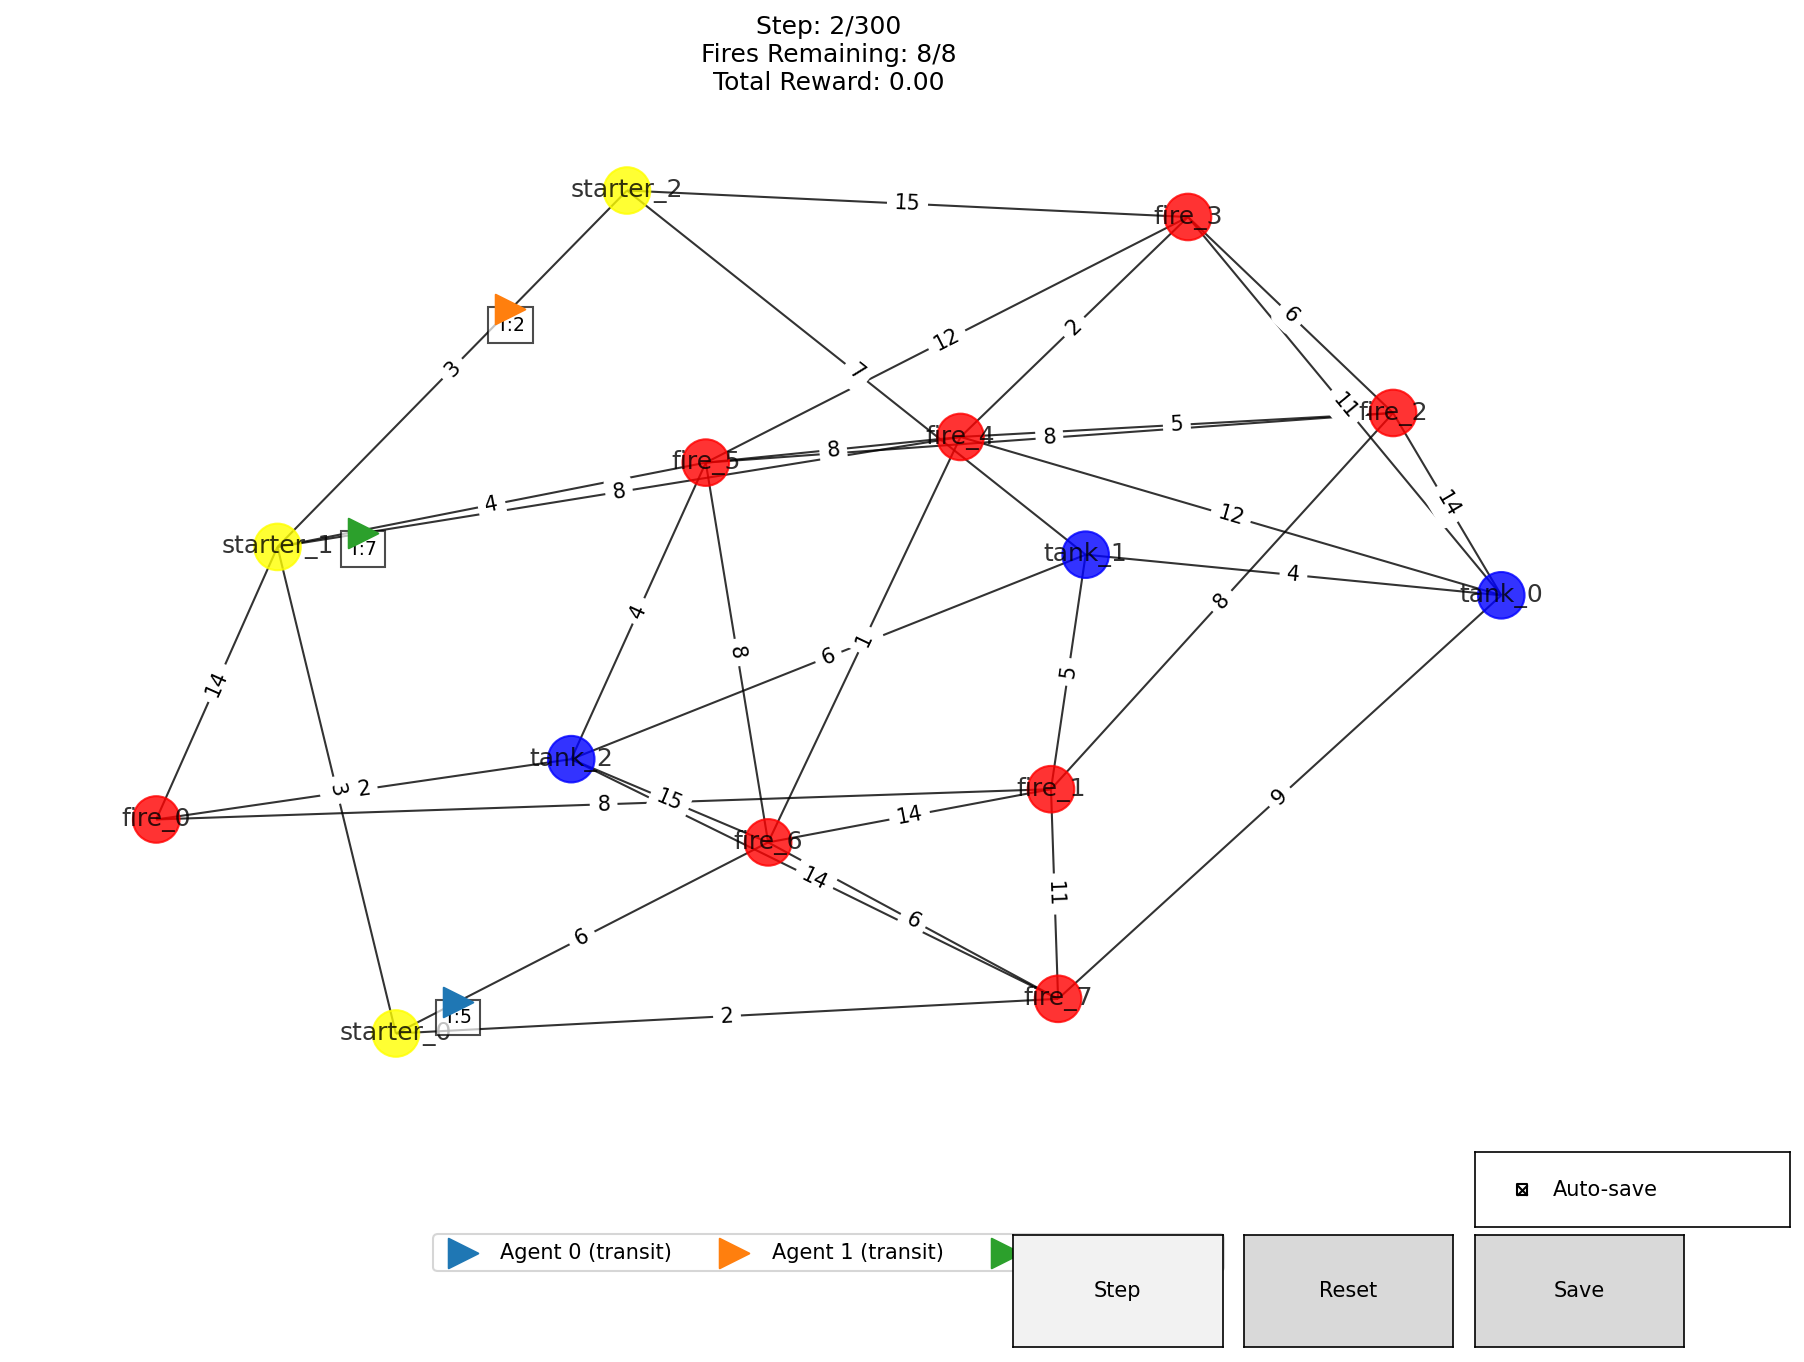 Step: 2/300
Fires Remaining: 8/8
Total Reward: 0.00
starter_2
15
fire_3
T:2
3
12
2
6
7
11
fire_2
5
8
fire_4
8
fire_5
8
4
14
12
starter_1
T:7
tank_1
4
tank_0
4
8
8
6
1
5
14
tank_2
3
2
15
8
9
fire_1
14
fire_0
fire_6
14
11
6
6
fire_7
T:5
2
starter_0
Auto-save
Agent 0 (transit)
Agent 1 (transit)
Step
Reset
Save